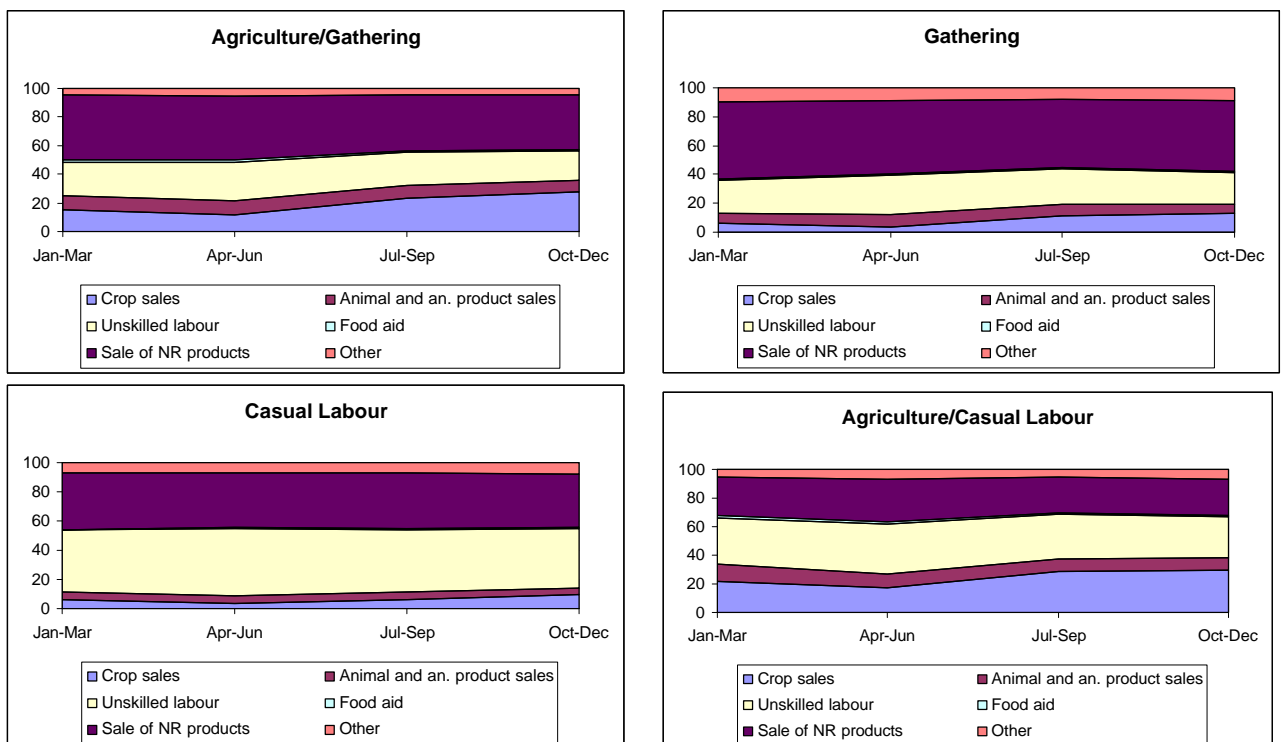 Agriculture/Gathering
100
80
60
40
20
0
Jan-Mar Apr-Jun Jul-Sep Oct-Dec
Crop sales Animal and an. product sales
Unskilled labour Food aid
Sale of NR products Other
Gathering
100
80
60
40
20
0
Jan-Mar Apr-Jun Jul-Sep Oct-Dec
Crop sales Animal and an. product sales
Unskilled labour Food aid
Sale of NR products Other
Casual Labour
100
80
60
40
20
0
Jan-Mar Apr-Jun Jul-Sep Oct-Dec
Crop sales Animal and an. product sales
Unskilled labour Food aid
Sale of NR products Other
Agriculture/Casual Labour
100
80
60
40
20
0
Jan-Mar Apr-Jun Jul-Sep Oct-Dec
Crop sales Animal and an. product sales
Unskilled labour Food aid
Sale of NR products Other